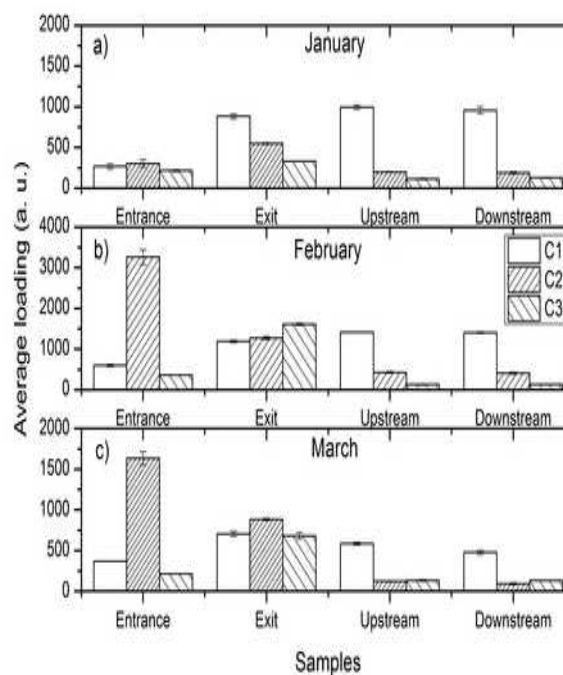 Average loading (a. u.)
2000
1500
1000
500
0
a)
January
Entrance
Exit
Upstream
Downstream
4000
3000
2000
1000
0
b)
February
C1
C2
C3
Entrance
Exit
Upstream
Downstream
2000
1500
1000
500
0
c)
March
Entrance
Exit
Upstream
Downstream
Samples